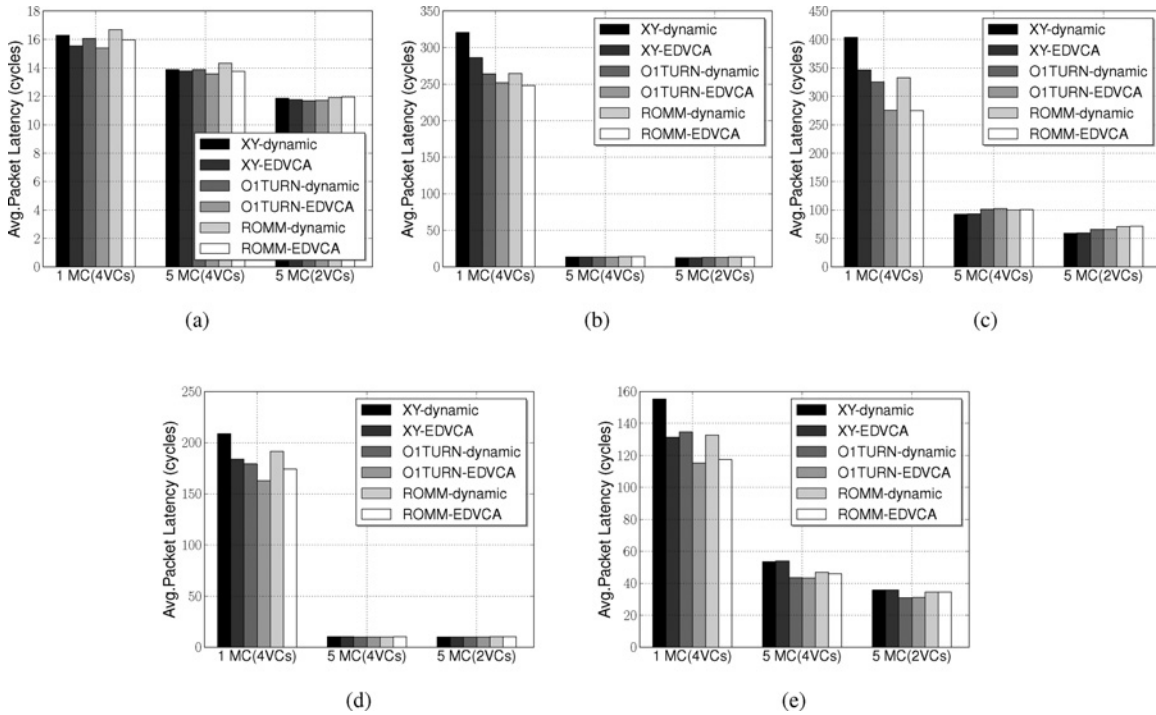 Avg.Packet Latency (cycles)
18
16
14
12
10
8
6
4
2
0
XY-dynamic
XY-EDVCA
O1TURN-dynamic
O1TURN-EDVCA
ROMM-dynamic
ROMM-EDVCA
1 MC(4VCs) 5 MC(4VCs) 5 MC(2VCs)
(a)
Avg.Packet Latency (cycles)
350
300
250
200
150
100
50
0
XY-dynamic
XY-EDVCA
O1TURN-dynamic
O1TURN-EDVCA
ROMM-dynamic
ROMM-EDVCA
1 MC(4VCs) 5 MC(4VCs) 5 MC(2VCs)
(b)
Avg.Packet Latency (cycles)
450
400
350
300
250
200
150
100
50
0
XY-dynamic
XY-EDVCA
O1TURN-dynamic
O1TURN-EDVCA
ROMM-dynamic
ROMM-EDVCA
1 MC(4VCs) 5 MC(4VCs) 5 MC(2VCs)
(c)
Avg.Packet Latency (cycles)
250
200
150
100
50
0
XY-dynamic
XY-EDVCA
O1TURN-dynamic
O1TURN-EDVCA
ROMM-dynamic
ROMM-EDVCA
1 MC(4VCs) 5 MC(4VCs) 5 MC(2VCs)
(d)
Avg.Packet Latency (cycles)
160
140
120
100
80
60
40
20
0
XY-dynamic
XY-EDVCA
O1TURN-dynamic
O1TURN-EDVCA
ROMM-dynamic
ROMM-EDVCA
1 MC(4VCs) 5 MC(4VCs) 5 MC(2VCs)
(e)